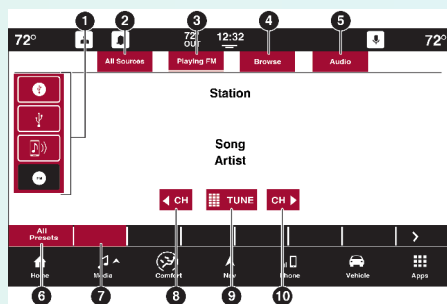 1 2 3 4 5
72° 72° OUT 12:32 72°
All Sources Playing FM Browse Audio
Station
FM
Song
Artist
CH TUNE CH
All Presets
Home Media Comfort Nav Phone Vehicle Apps
6 7 8 9 10